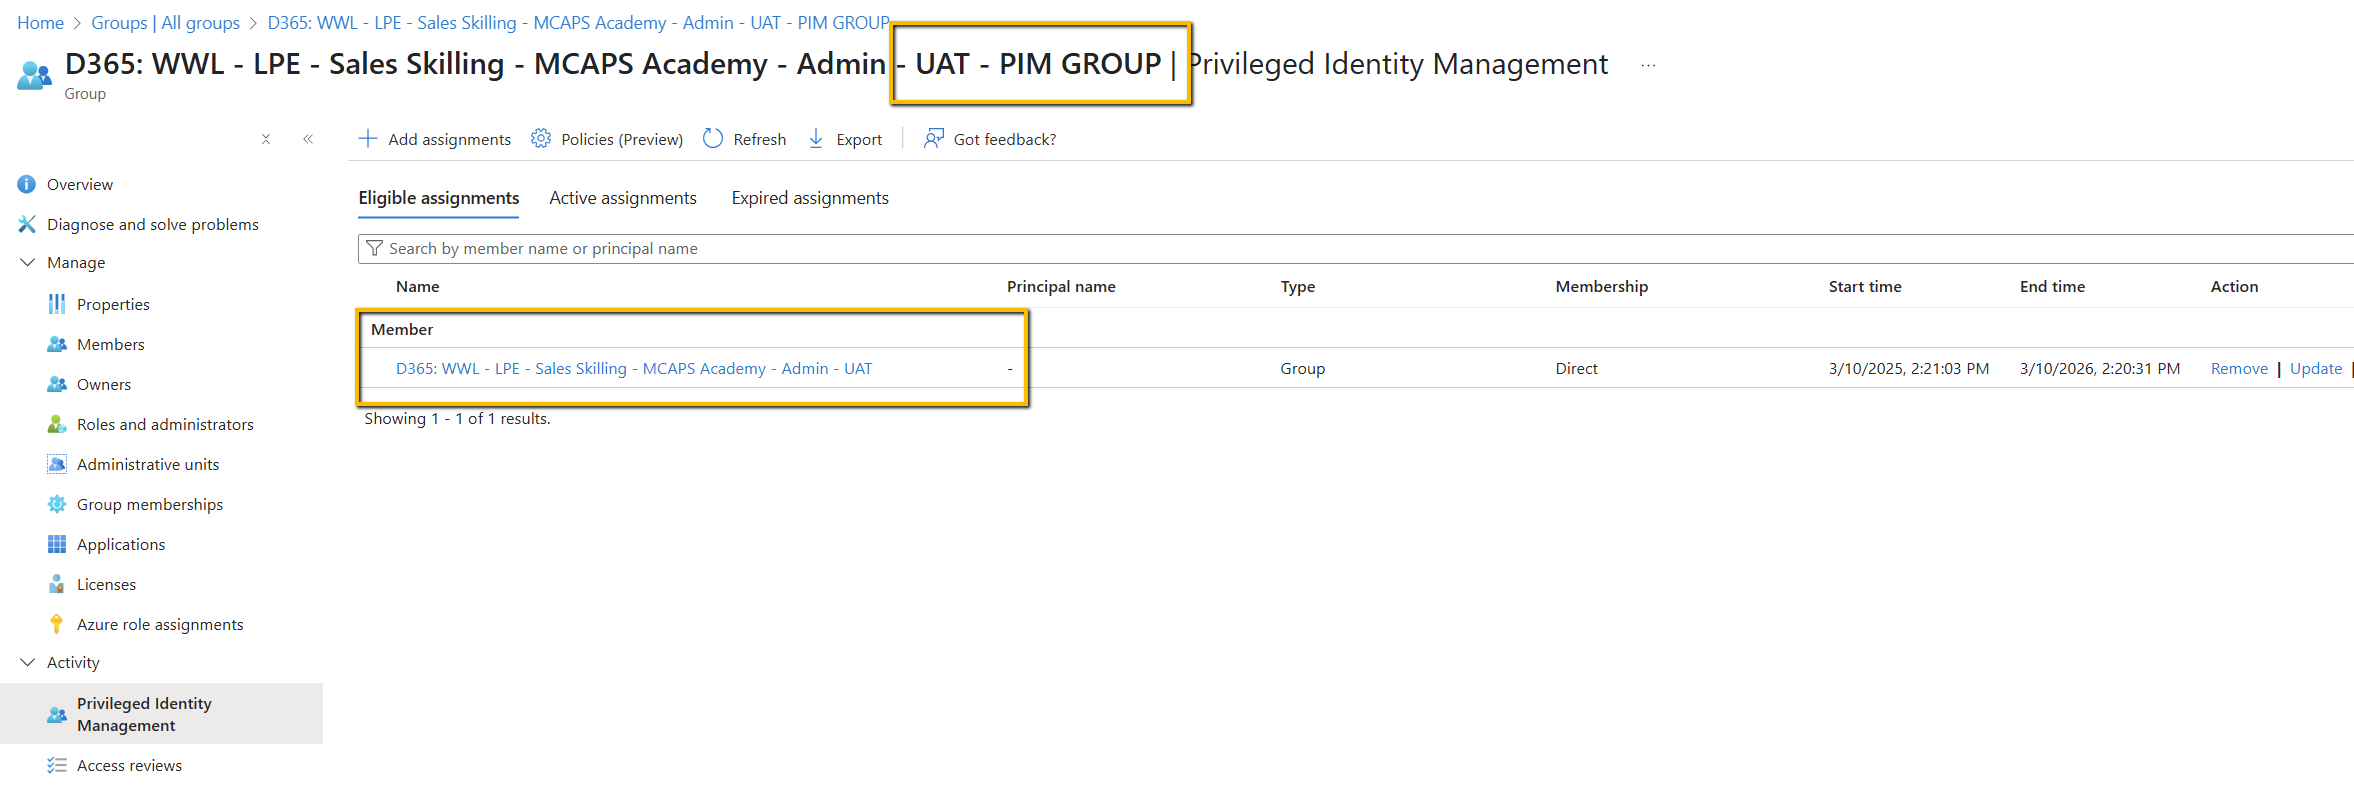 Home > Groups | All groups > D365: WWL - LPE - Sales Skilling - MCAPS Academy - Admin - UAT - PIM GROUP
D365: WWL - LPE - Sales Skilling - MCAPS Academy - Admin - UAT - PIM GROUP | Privileged Identity Management ...
Group
Add assignments Policies (Preview) Refresh Export Got feedback?
Overview
Diagnose and solve problems
Manage
Properties
Members
Owners
Roles and administrators
Administrative units
Group memberships
Applications
Licenses
Azure role assignments
Activity
Privileged Identity
Management
Access reviews
Eligible assignments Active assignments Expired assignments
Search by member name or principal name
Name Principal name Type Membership Start time End time Action
Member
D365: WWL - LPE - Sales Skilling - MCAPS Academy - Admin - UAT - Group Direct 3/10/2025, 2:21:03 PM 3/10/2026, 2:20:31 PM Remove | Update |
Showing 1 - 1 of 1 results.